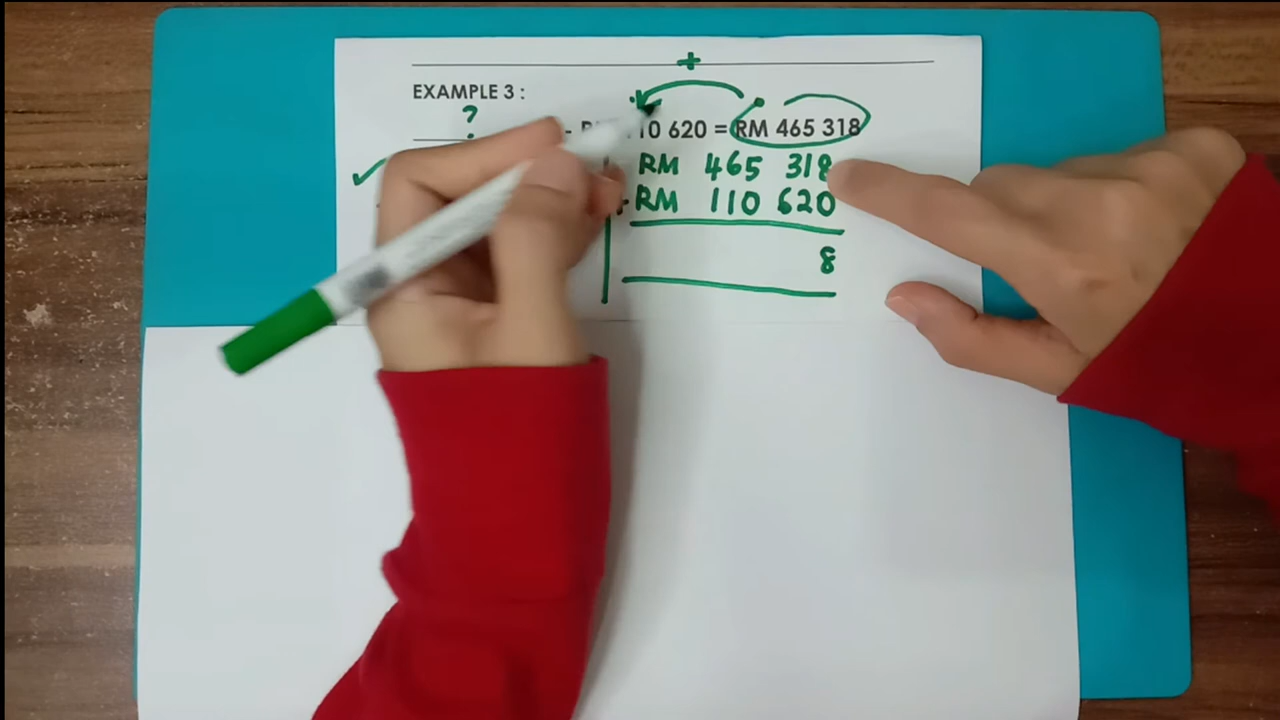 +
EXAMPLE 3 :
?
- 10 620 = RM 465 318
RM 465 318
+ RM 110 620
8